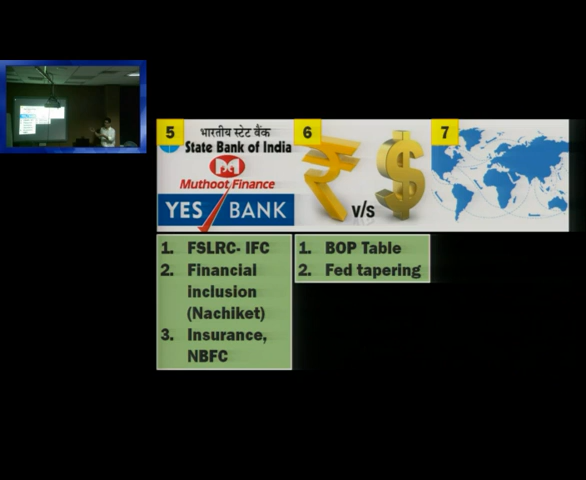 5
भारतीय स्टेट बैंक
State Bank of India
Muthoot Finance
YES BANK
1. FSLRC- IFC
2. Financial
inclusion
(Nachiket)
3. Insurance,
NBFC
6
v/s
1. BOP Table
2. Fed tapering
7